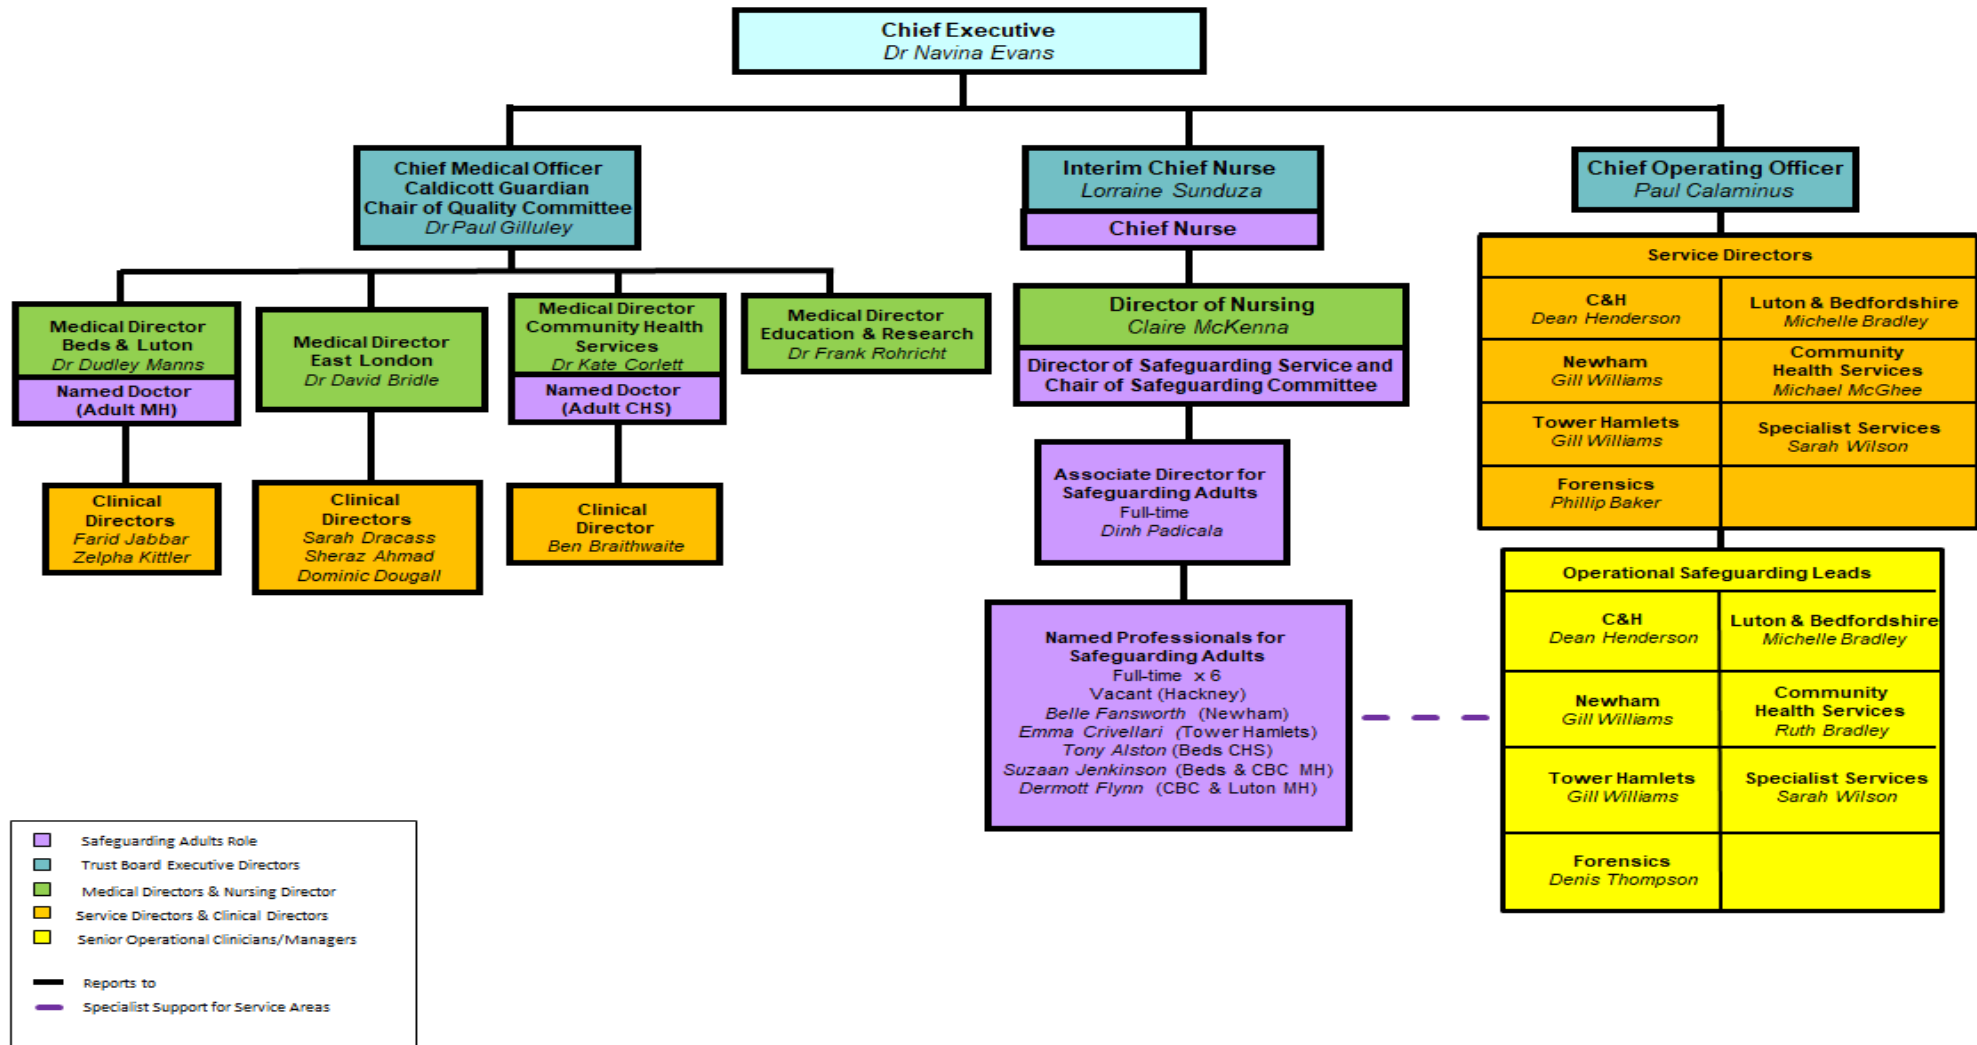 Chief Executive
Dr Navina Evans
Chief Medical Officer
Caldicott Guardian
Chair of Quality Committee
Dr Paul Gilluley
Interim Chief Nurse
Lorraine Sunduza
Chief Nurse
Chief Operating Officer
Paul Calaminus
Medical Director
Beds & Luton
Dr Dudley Manns
Named Doctor
(Adult MH)
Medical Director
East London
Dr David Bridle
Medical Director
Community Health
Services
Dr Kate Corlett
Named Doctor
(Adult CHS)
Medical Director
Education & Research
Dr Frank Rohricht
Director of Nursing
Claire McKenna
Director of Safeguarding Service and
Chair of Safeguarding Committee
Service Directors
C&H
Dean Henderson
Luton & Bedfordshire
Michelle Bradley
Newham
Gill Williams
Community
Health Services
Michael McGhee
Tower Hamlets
Gill Williams
Specialist Services
Sarah Wilson
Forensics
Phillip Baker
Clinical
Directors
Farid Jabbar
Zelpha Kittler
Clinical
Directors
Sarah Dracass
Sheraz Ahmad
Dominic Dougall
Clinical
Director
Ben Braithwaite
Associate Director for
Safeguarding Adults
Full-time
Dinh Padicala
Named Professionals for
Safeguarding Adults
Full-time x 6
Vacant (Hackney)
Belle Fansworth (Newham)
Emma Crivellari (Tower Hamlets)
Tony Alston (Beds CHS)
Suzaan Jenkinson (Beds & CBC MH)
Dermott Flynn (CBC & Luton MH)
Operational Safeguarding Leads
C&H
Dean Henderson
Luton & Bedfordshire
Michelle Bradley
Newham
Gill Williams
Community
Health Services
Ruth Bradley
Tower Hamlets
Gill Williams
Specialist Services
Sarah Wilson
Forensics
Denis Thompson
Safeguarding Adults Role
Trust Board Executive Directors
Medical Directors & Nursing Director
Service Directors & Clinical Directors
Senior Operational Clinicians/Managers
Reports to
Specialist Support for Service Areas